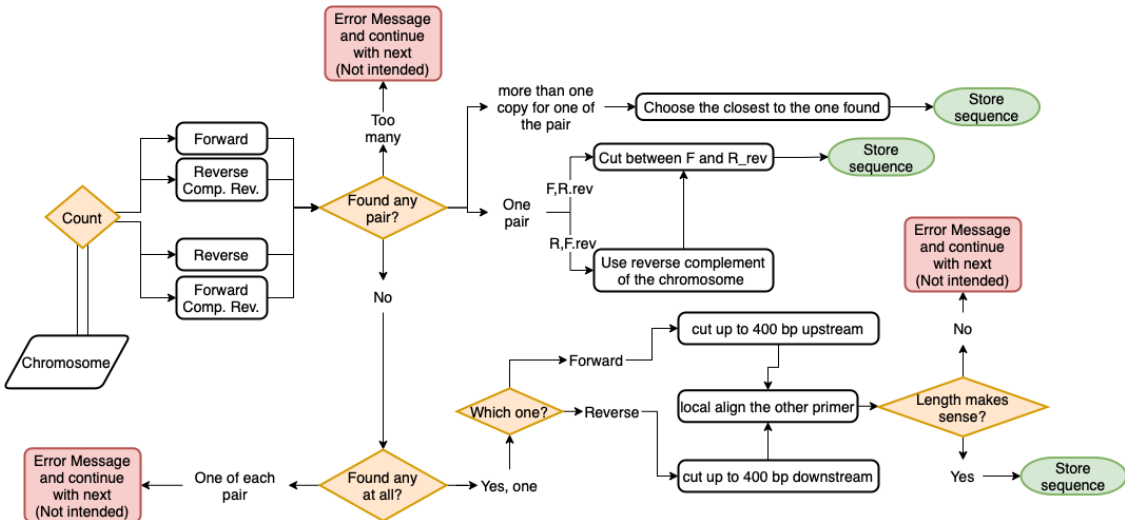 Error Message
and continue
with next
(Not intended)
more than one
copy for one of
the pair
Choose the closest to the one found
Store
sequence
Too
many
Forward
Reverse
Comp. Rev.
Count
Found any
pair?
Reverse
Forward
Comp. Rev.
Chromosome
One
pair
F,R.rev
R,F.rev
Cut between F and R_rev
Store
sequence
Use reverse complement
of the chromosome
Error Message
and continue
with next
(Not intended)
No
No
Forward
cut up to 400 bp upstream
Which one?
Reverse
local align the other primer
Length makes
sense?
cut up to 400 bp downstream
Yes
Store
sequence
Error Message
and continue
with next
(Not intended)
One of each
pair
Found any
at all?
Yes, one